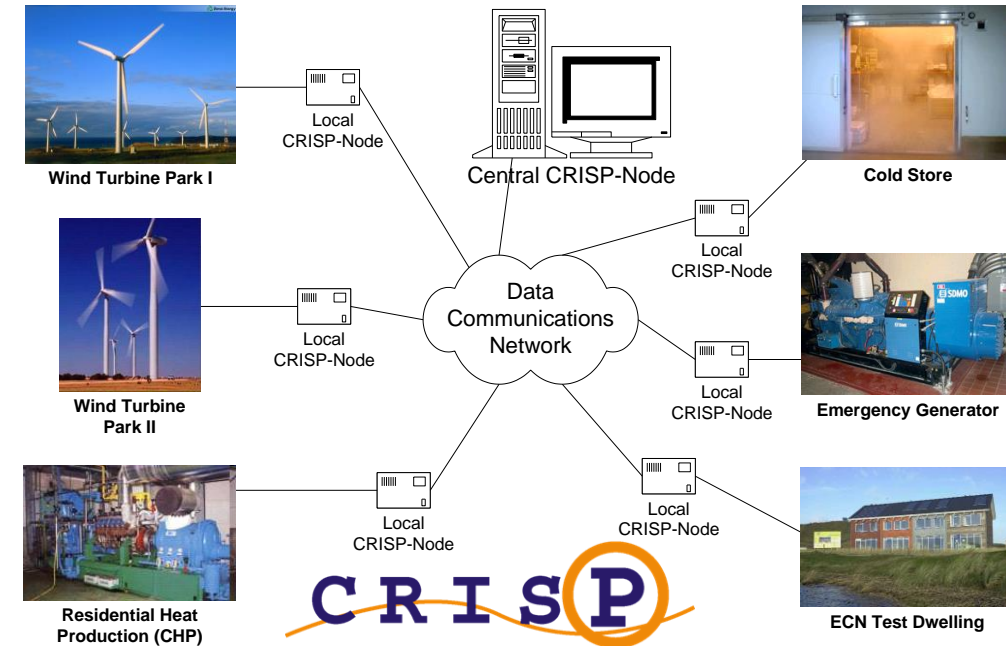 Local
CRISP-Node
Wind Turbine Park I
Central CRISP-Node
Cold Store
Local
CRISP-Node
Data
Communications
Network
SDMO
Local
CRISP-Node
Wind Turbine
Park II
Local
CRISP-Node
Emergency Generator
Local
CRISP-Node
Local
CRISP-Node
CRISP
Residential Heat
Production (CHP)
ECN Test Dwelling